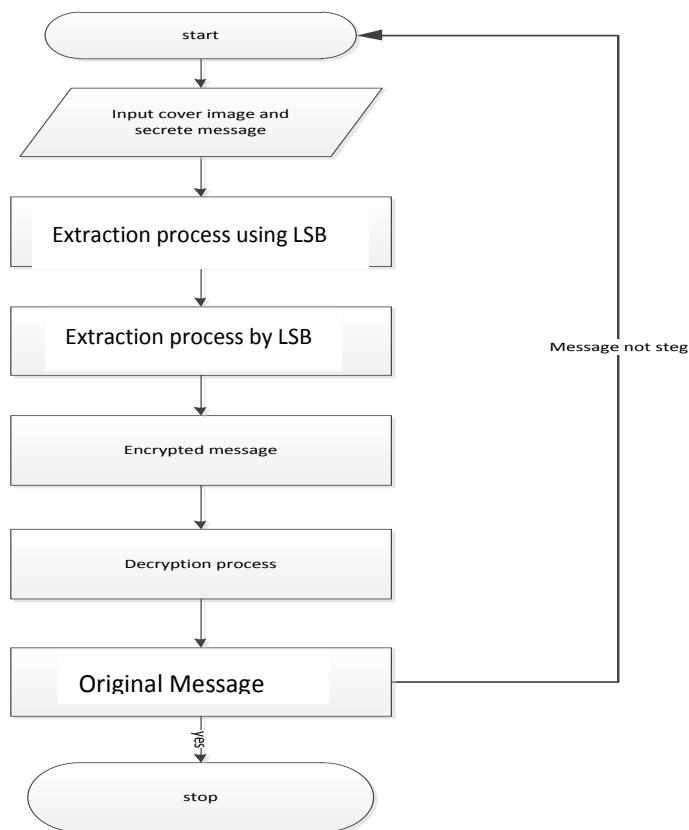 start
Input cover image and
secrete message
Extraction process using LSB
Extraction process by LSB
Message not steg
Encrypted message
Decryption process
Original Message
yes
stop